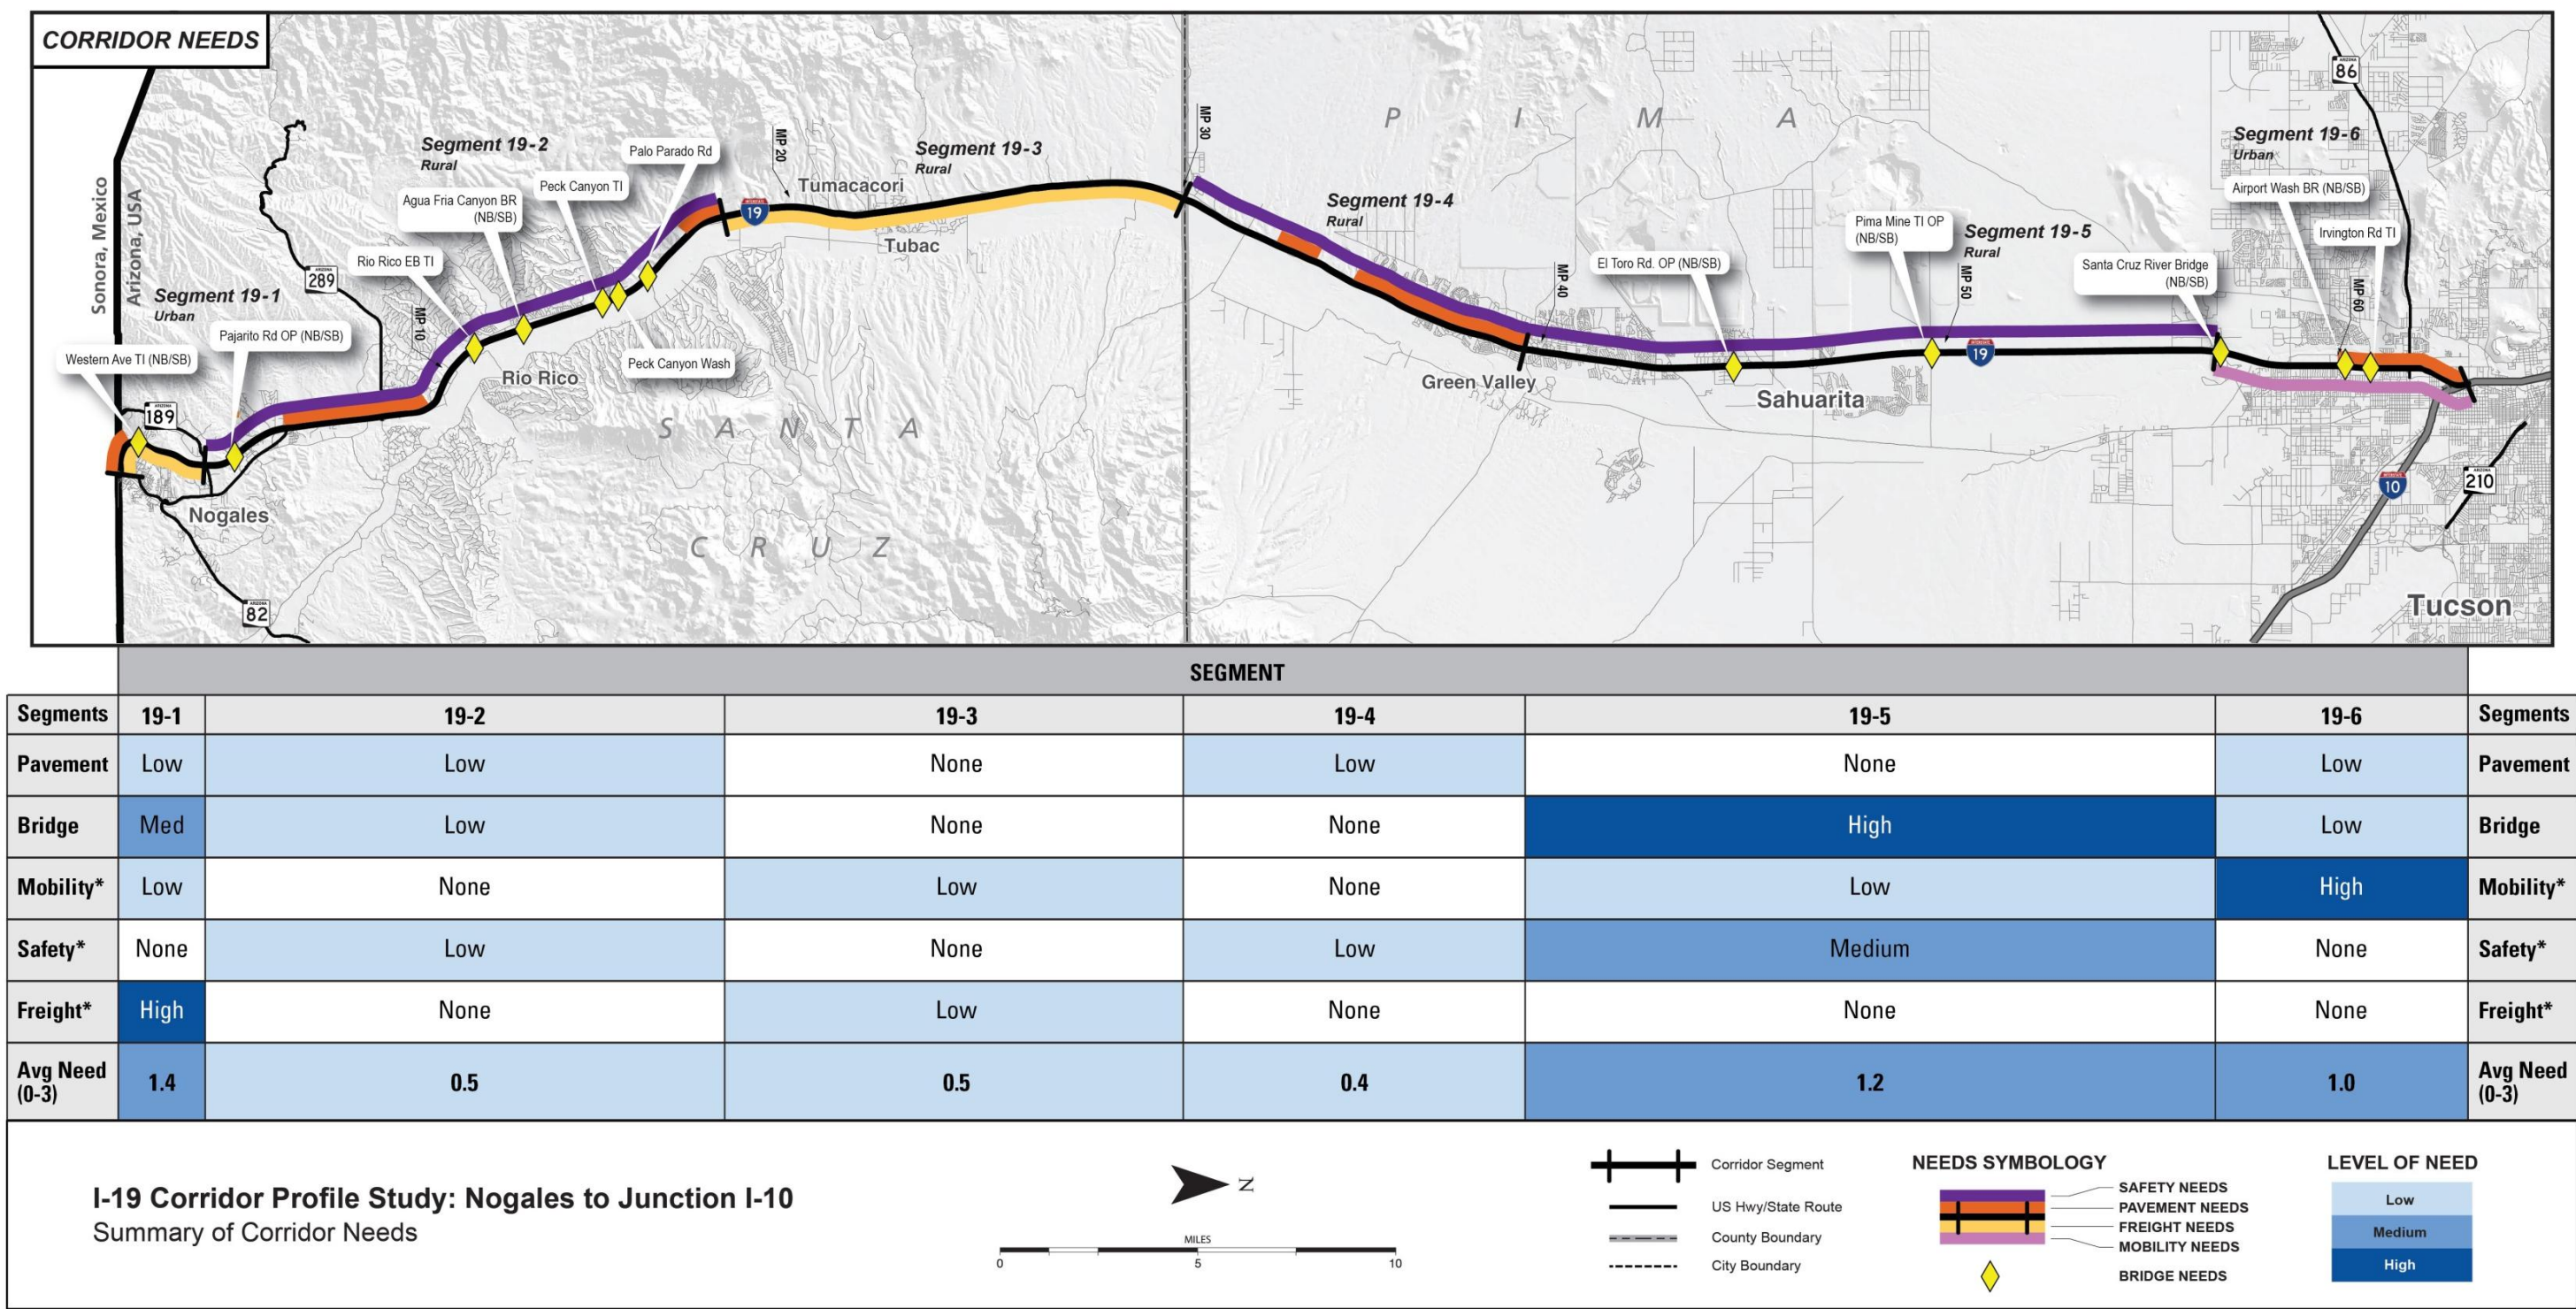 CORRIDOR NEEDS
Sonora, Mexico
Arizona, USA
Segment 19-1
Urban
Western Ave TI (NB/SB)
Pajarito Rd OP (NB/SB)
ARIZONA
189
Nogales
ARIZONA
82
ARIZONA
289
MP 10
Segment 19-2
Rural
Rio Rico EB TI
Agua Fria Canyon BR
(NB/SB)
Peck Canyon TI
Palo Parado Rd
Peck Canyon Wash
Rio Rico
SANTA
CRUZ
INTERSTATE
19
MP 20
Tumacacori
Tubac
Segment 19-3
Rural
MP 30
PIMA
Segment 19-4
Rural
Green Valley
MP 40
El Toro Rd. OP (NB/SB)
Sahuarita
Pima Mine TI OP
(NB/SB)
Segment 19-5
Rural
MP 50
INTERSTATE
19
Santa Cruz River Bridge
(NB/SB)
Segment 19-6
Urban
Airport Wash BR (NB/SB)
Irvington Rd TI
MP 60
ARIZONA
86
INTERSTATE
10
ARIZONA
210
Tucson
SEGMENT
Segments 19-1 19-2 19-3 19-4 19-5 19-6 Segments
Pavement Low Low None Low None Low Pavement
Bridge Med Low None None High Low Bridge
Mobility* Low None Low None Low High Mobility*
Safety* None Low None Low Medium None Safety*
Freight* High None Low None None None Freight*
Avg Need
(0-3) 1.4 0.5 0.5 0.4 1.2 1.0 Avg Need
(0-3)
I-19 Corridor Profile Study: Nogales to Junction I-10
Summary of Corridor Needs
N
MILES
0 5 10
Corridor Segment
US Hwy/State Route
County Boundary
City Boundary
NEEDS SYMBOLOGY
SAFETY NEEDS
PAVEMENT NEEDS
FREIGHT NEEDS
MOBILITY NEEDS
BRIDGE NEEDS
LEVEL OF NEED
Low
Medium
High